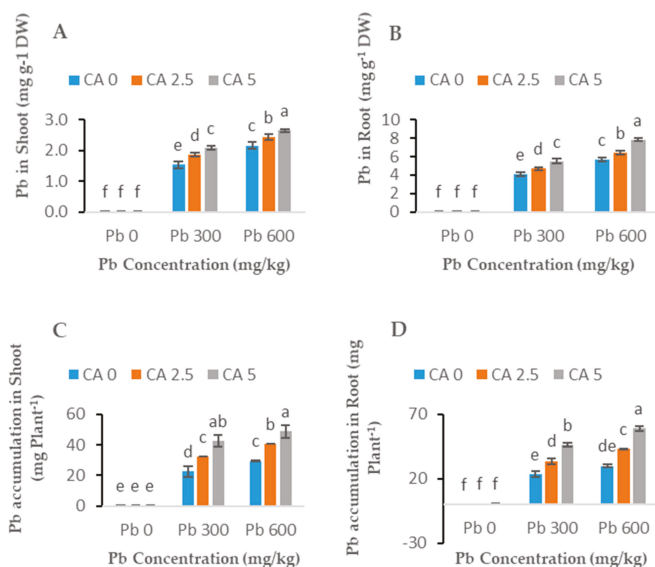 A
Pb in Shoot (mg g-1 DW)
CA 0 CA 2.5 CA 5
3.0
2.0
1.0
0.0
f f f
e d c
c b a
Pb 0 Pb 300 Pb 600
Pb Concentration (mg/kg)
B
Pb in Root (mg g-1 DW)
CA 0 CA 2.5 CA 5
10
8
6
4
2
0
f f f
e d c
c b a
Pb 0 Pb 300 Pb 600
Pb Concentration (mg/kg)
C
Pb accumulation in Shoot
(mg Plant-1)
CA 0 CA 2.5 CA 5
60
40
20
0
e e e
d c ab
c b a
Pb 0 Pb 300 Pb 600
Pb Concentration (mg/kg)
D
Pb accumulation in Root (mg
Plant-1)
CA 0 CA 2.5 CA 5
70
20
-30
f f f
e d b
de c a
Pb 0 Pb 300 Pb 600
Pb Concentration (mg/kg)